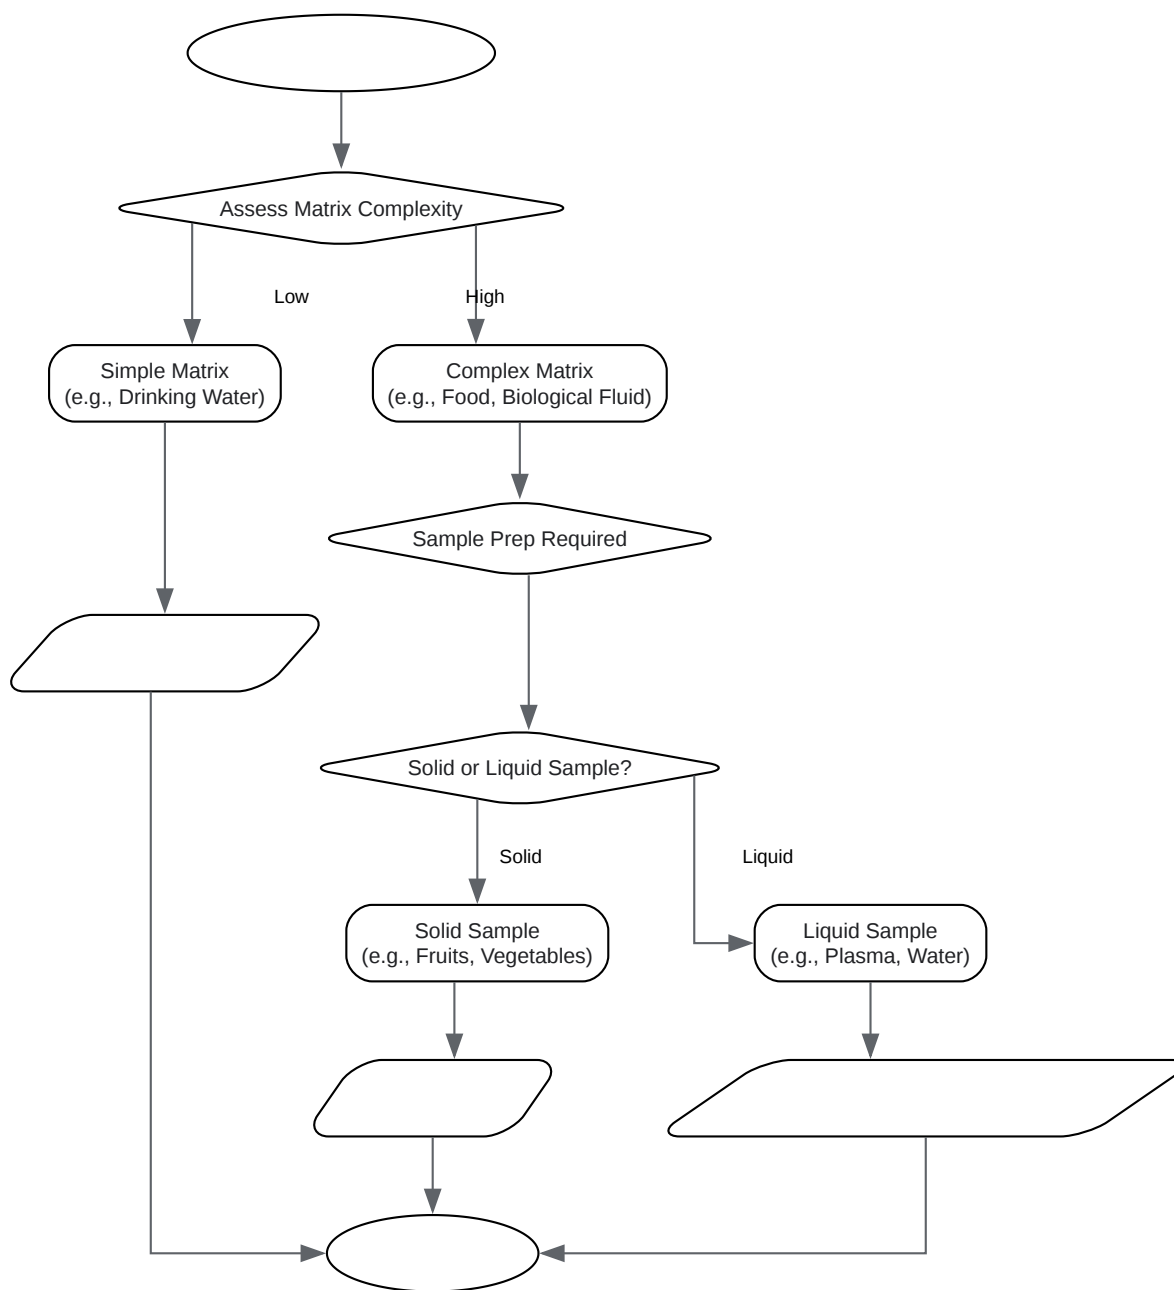 Assess Matrix Complexity
Low
High
Simple Matrix
(e.g., Drinking Water)
Complex Matrix
(e.g., Food, Biological Fluid)
Sample Prep Required
Solid or Liquid Sample?
Solid
Liquid
Solid Sample
(e.g., Fruits, Vegetables)
Liquid Sample
(e.g., Plasma, Water)